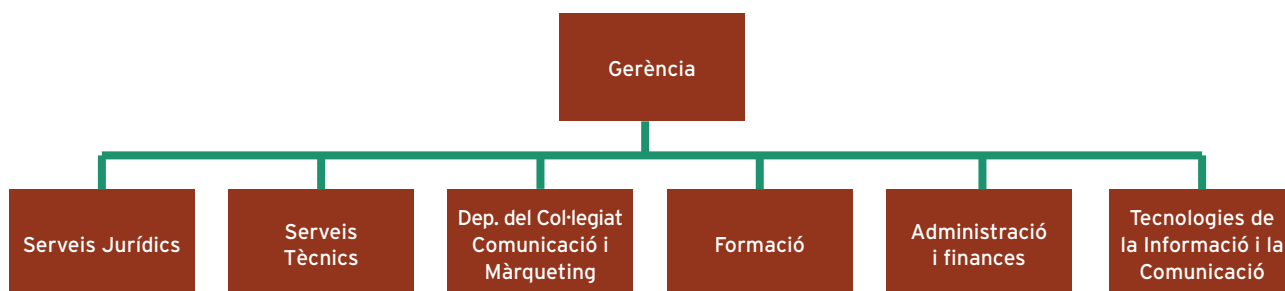 Gerència
Serveis Jurídics
Serveis
Tècnics
Dep. del Col·legiat
Comunicació i
Màrqueting
Formació
Administració
i finances
Tecnologies de
la Informació i la
Comunicació